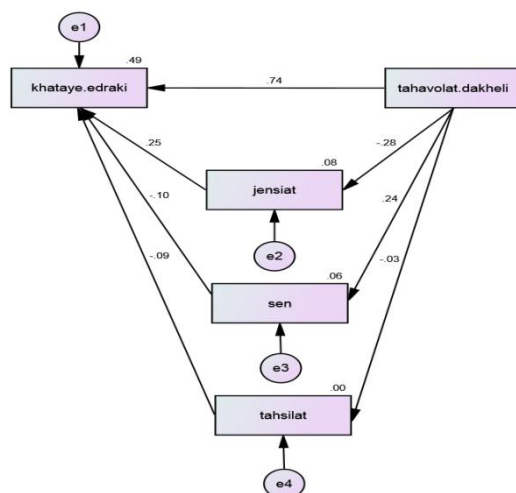 e1
.49
khataye.edraki
.74
tahavolat.dakheli
.25
-.28
.08
jensiat
-.10
.24
e2
-.09
-.03
.06
sen
e3
.00
tahsilat
e4